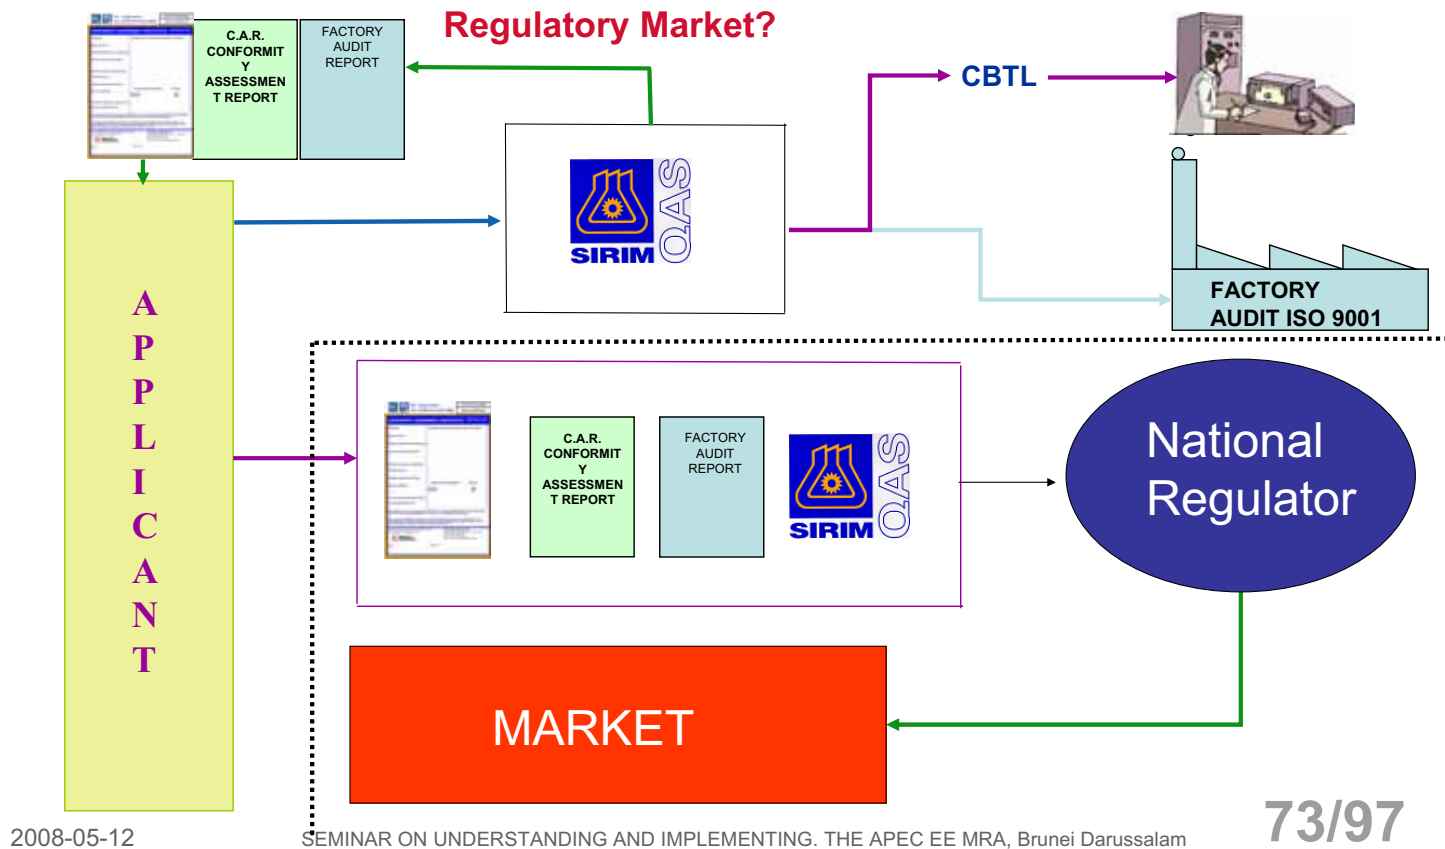 Regulatory Market?
C.A.R.
CONFORMIT
Y
ASSESSMEN
T REPORT
FACTORY
AUDIT
REPORT
CBTL
SIRIM
QAS
FACTORY
AUDIT ISO 9001
A
P
P
L
I
C
A
N
T
C.A.R.
CONFORMIT
Y
ASSESSMEN
T REPORT
FACTORY
AUDIT
REPORT
SIRIM
QAS
National
Regulator
MARKET
2008-05-12
SEMINAR ON UNDERSTANDING AND IMPLEMENTING. THE APEC EE MRA, Brunei Darussalam
73/97